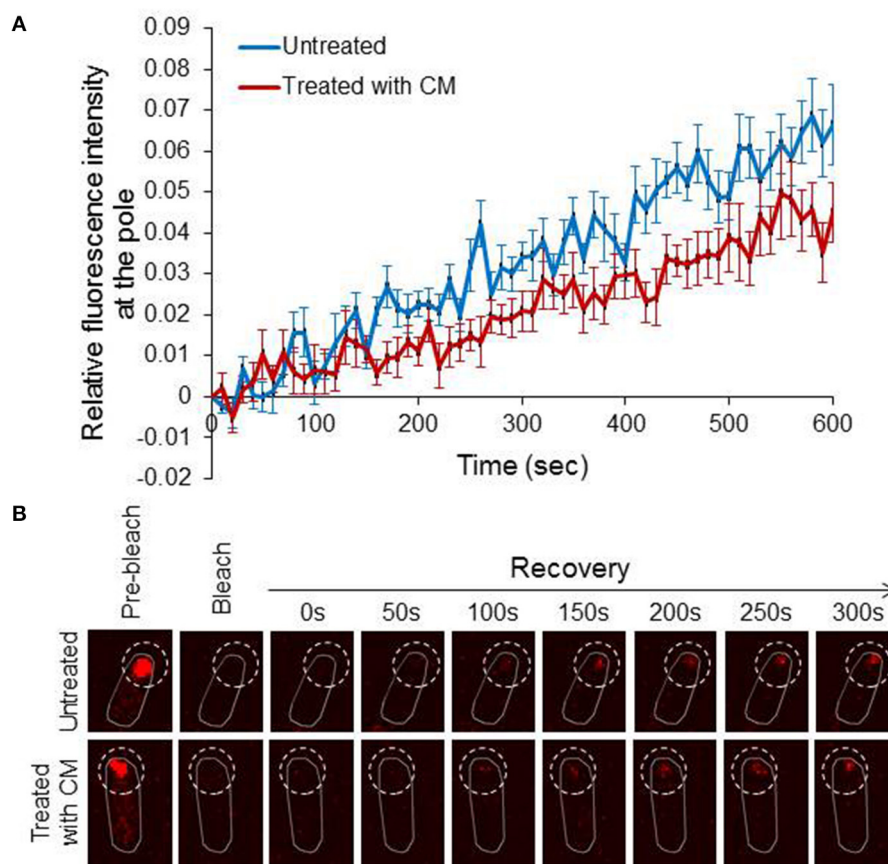 A
0.09
0.08
0.07
0.06
0.05
0.04
0.03
0.02
0.01
0
-0.01
-0.02
Relative fluorescence intensity
at the pole
Untreated
Treated with CM
0 100 200 300 400 500 600
Time (sec)
B
Pre-bleach
Bleach
Recovery
0s 50s 100s 150s 200s 250s 300s
Untreated
Treated
with CM